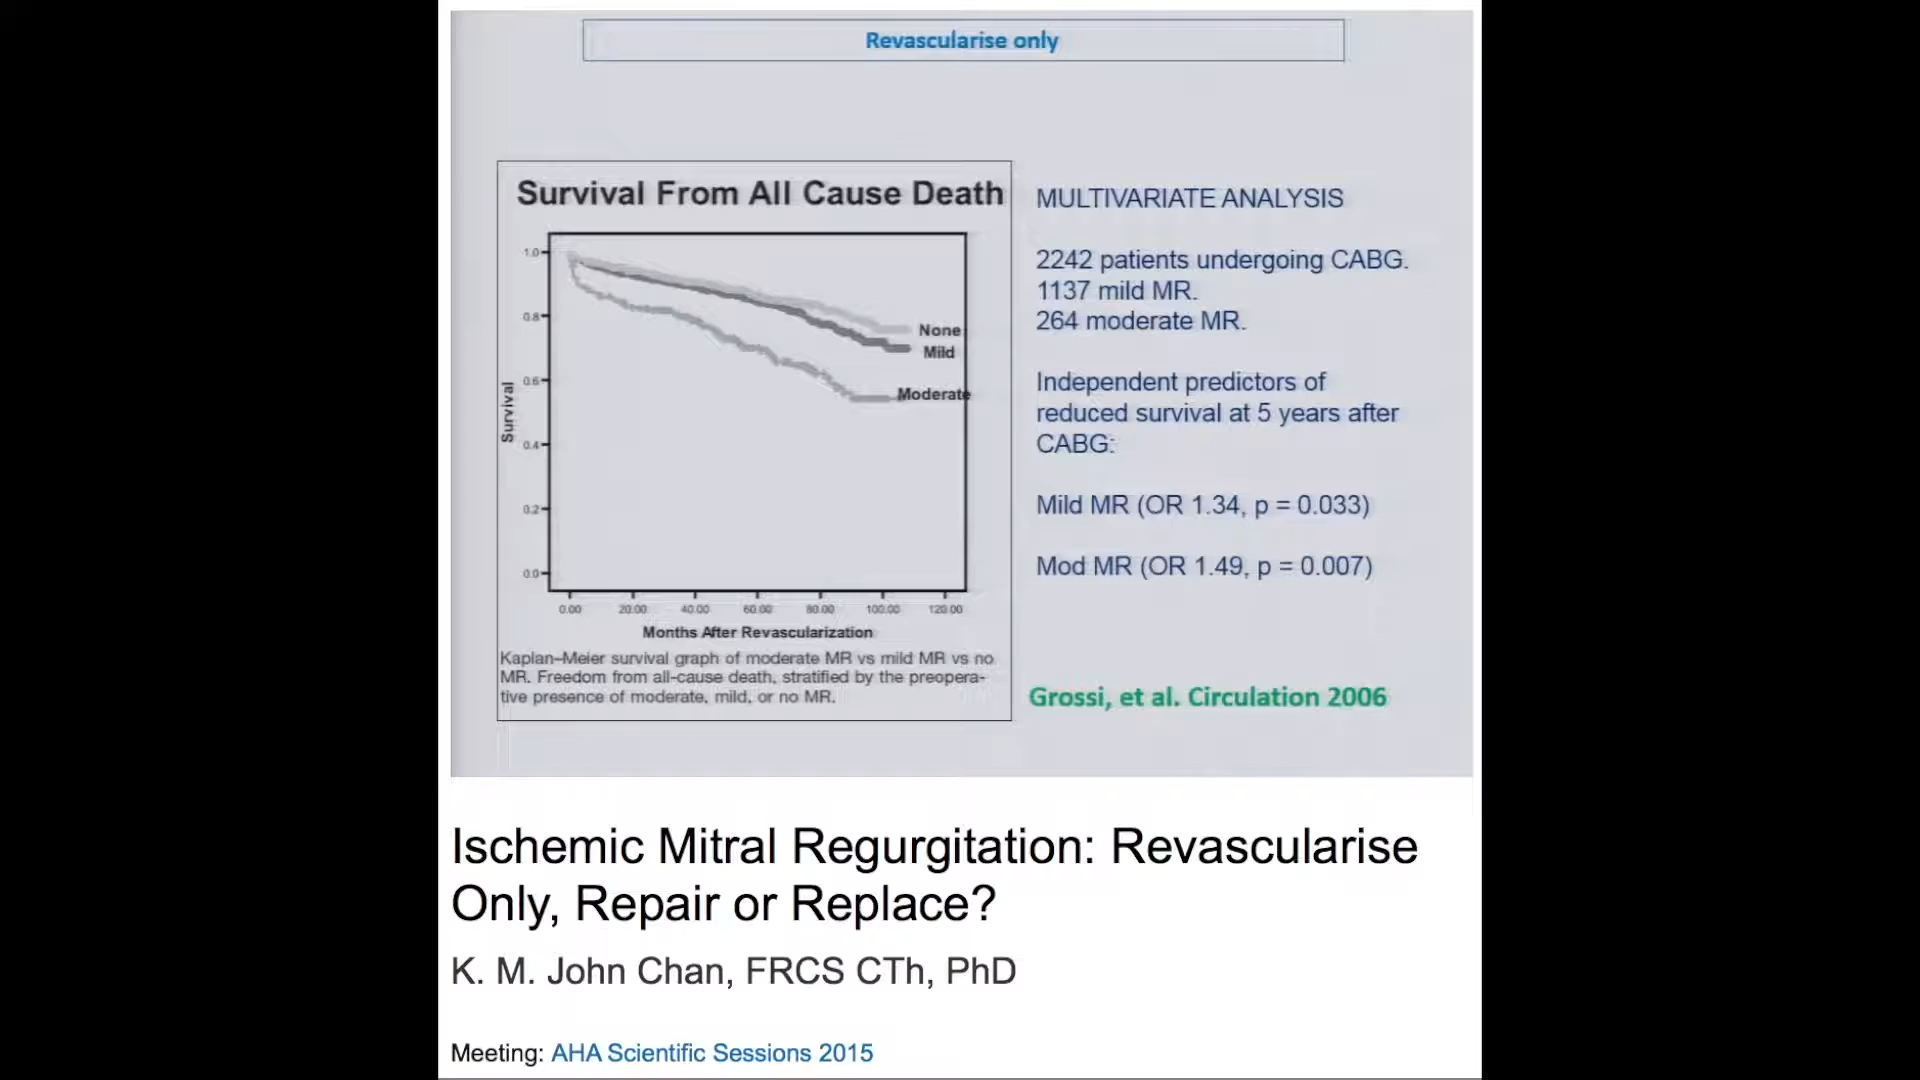 Revascularise only
Survival From All Cause Death
1.0
0.8
0.6
0.4
0.2
0.0
Survival
None
Mild
Moderate
0.00 20.00 40.00 60.00 80.00 100.00 120.00
Months After Revascularization
Kaplan–Meier survival graph of moderate MR vs mild MR vs no
MR. Freedom from all-cause death, stratified by the preopera-
tive presence of moderate, mild, or no MR.
MULTIVARIATE ANALYSIS
2242 patients undergoing CABG.
1137 mild MR.
264 moderate MR.
Independent predictors of
reduced survival at 5 years after
CABG:
Mild MR (OR 1.34, p = 0.033)
Mod MR (OR 1.49, p = 0.007)
Grossi, et al. Circulation 2006
Ischemic Mitral Regurgitation: Revascularise
Only, Repair or Replace?
K. M. John Chan, FRCS CTh, PhD
Meeting: AHA Scientific Sessions 2015